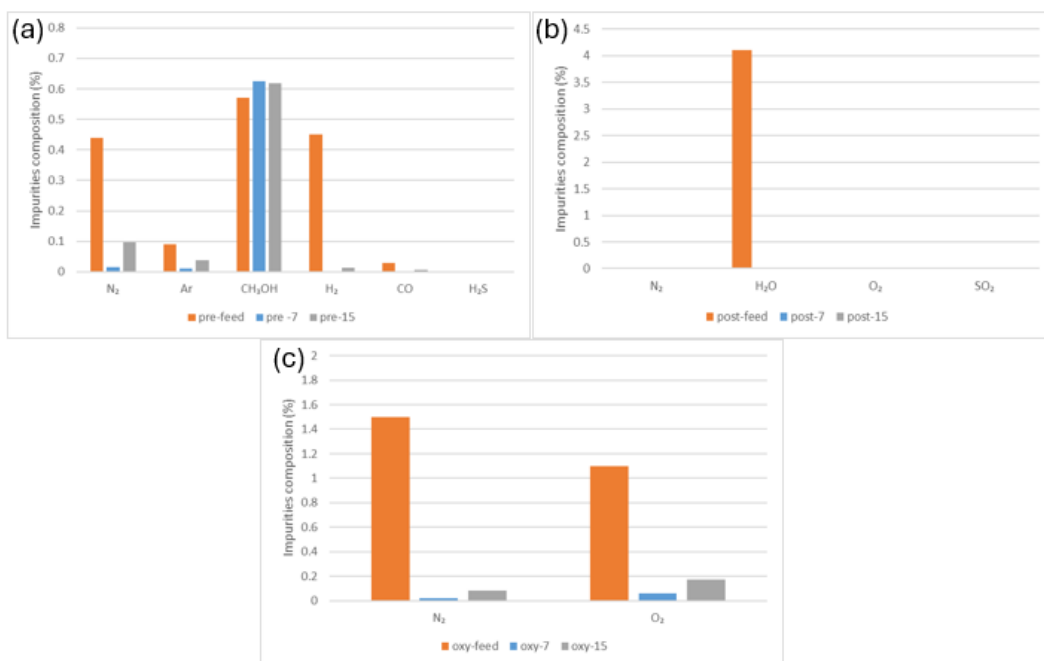 (a)
0.8
0.7
0.6
0.5
0.4
0.3
0.2
0.1
0
Impurities composition (%)
N₂ Ar CH₃OH H₂ CO H₂S
pre-feed pre -7 pre-15
(b)
4.5
4
3.5
3
2.5
2
1.5
1
0.5
0
Impurities composition (%)
N₂ H₂O O₂ SO₂
post-feed post-7 post-15
(c)
2
1.8
1.6
1.4
1.2
1
0.8
0.6
0.4
0.2
0
Impurities composition (%)
N₂ O₂
oxy-feed oxy-7 oxy-15